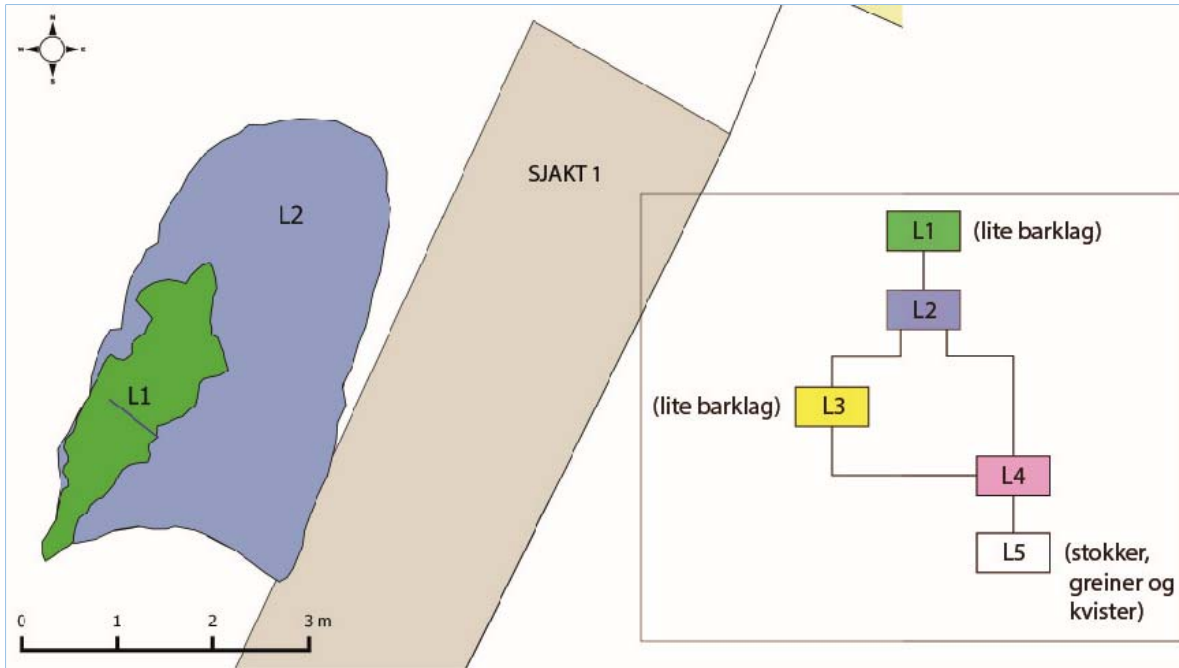 N
W E
S
SJAKT 1
L2
L1
0 1 2 3 m
L1 (lite barklag)
L2
(lite barklag) L3
L4
L5 (stokker,
greiner og
kvister)